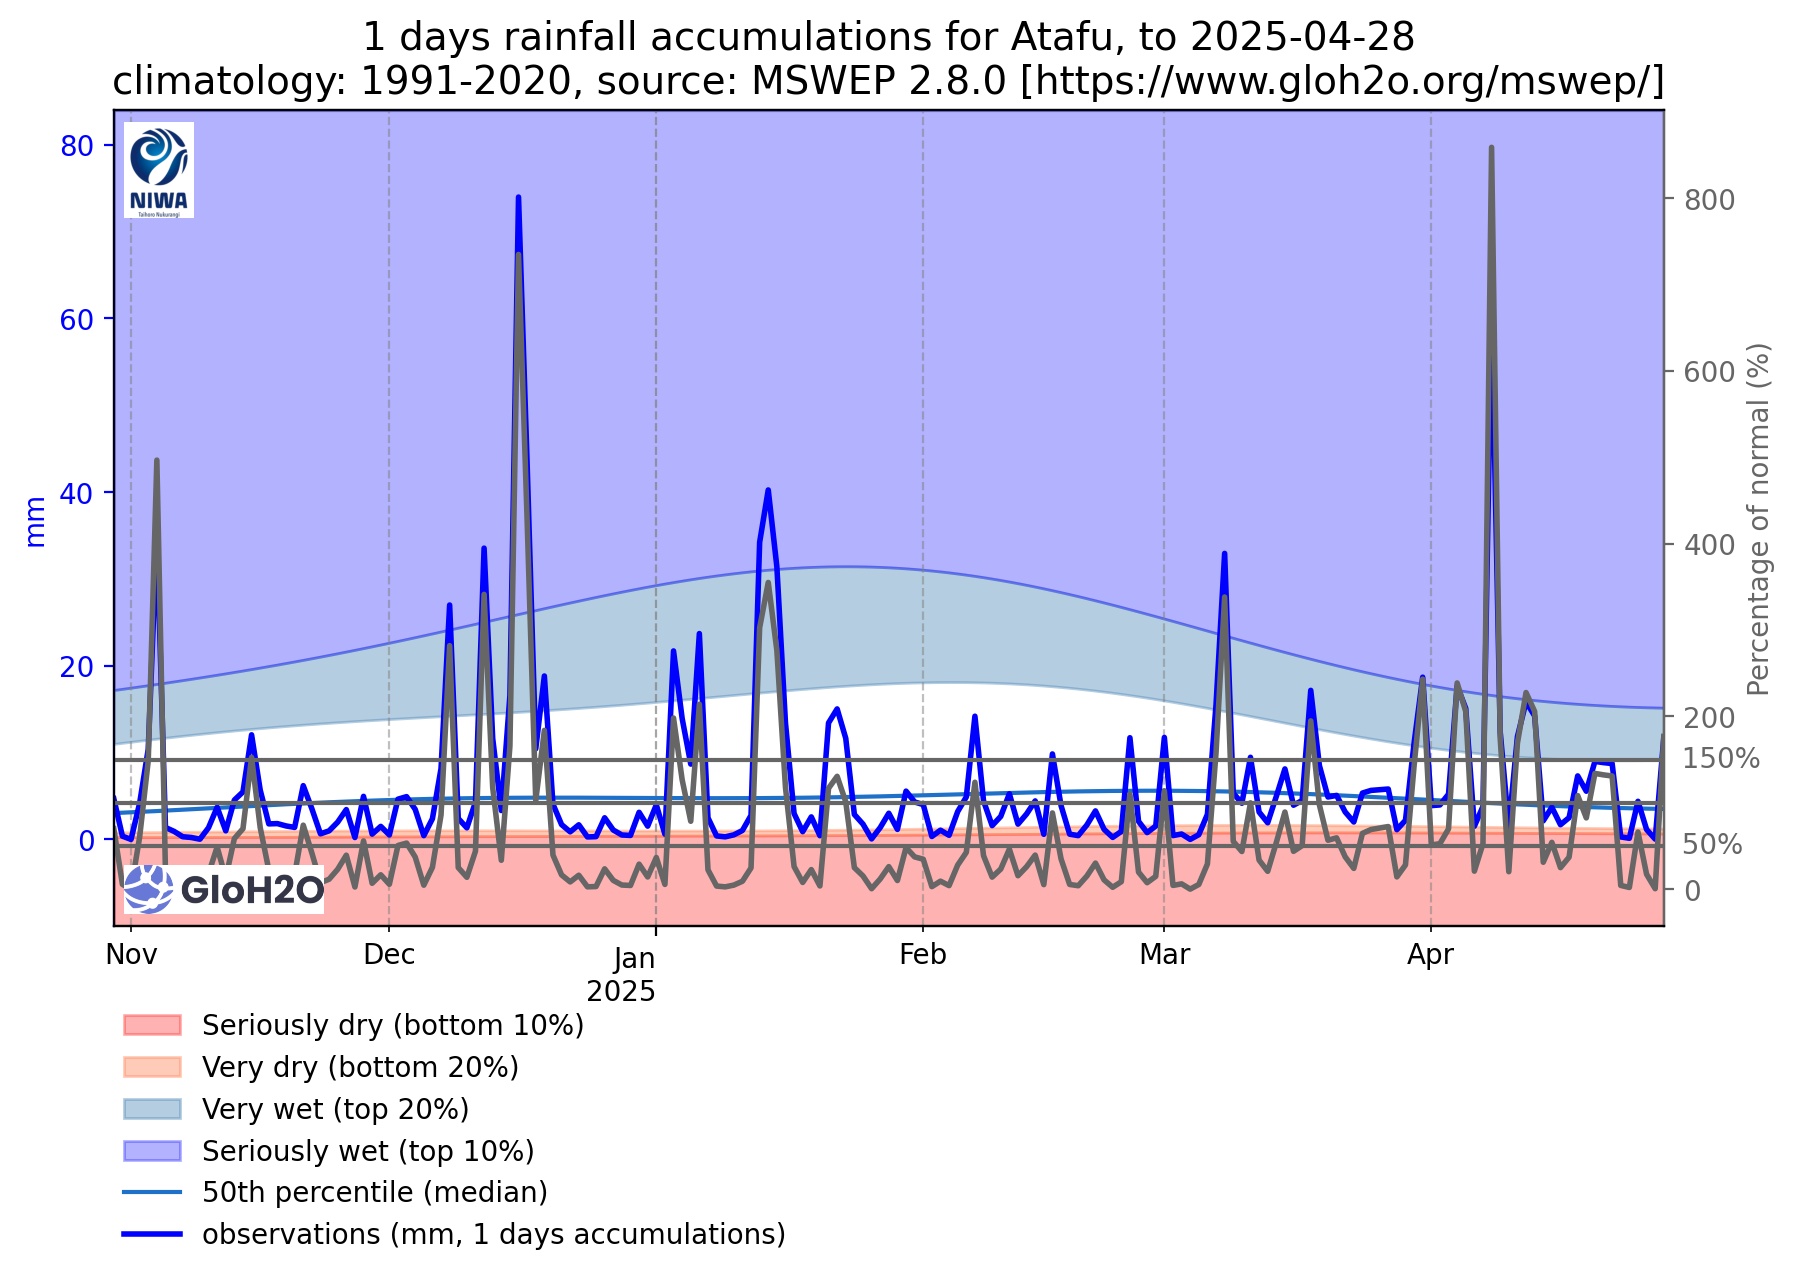 1 days rainfall accumulations for Atafu, to 2025-04-28
climatology: 1991-2020, source: MSWEP 2.8.0 [https://www.gloh2o.org/mswep/]
NIWA
Taihoro Nukurangi
80
60
40
20
0
mm
800
600
400
200
150%
50%
0
Percentage of normal (%)
GloH2O
Nov
Dec
Jan
2025
Feb
Mar
Apr
Seriously dry (bottom 10%)
Very dry (bottom 20%)
Very wet (top 20%)
Seriously wet (top 10%)
50th percentile (median)
observations (mm, 1 days accumulations)